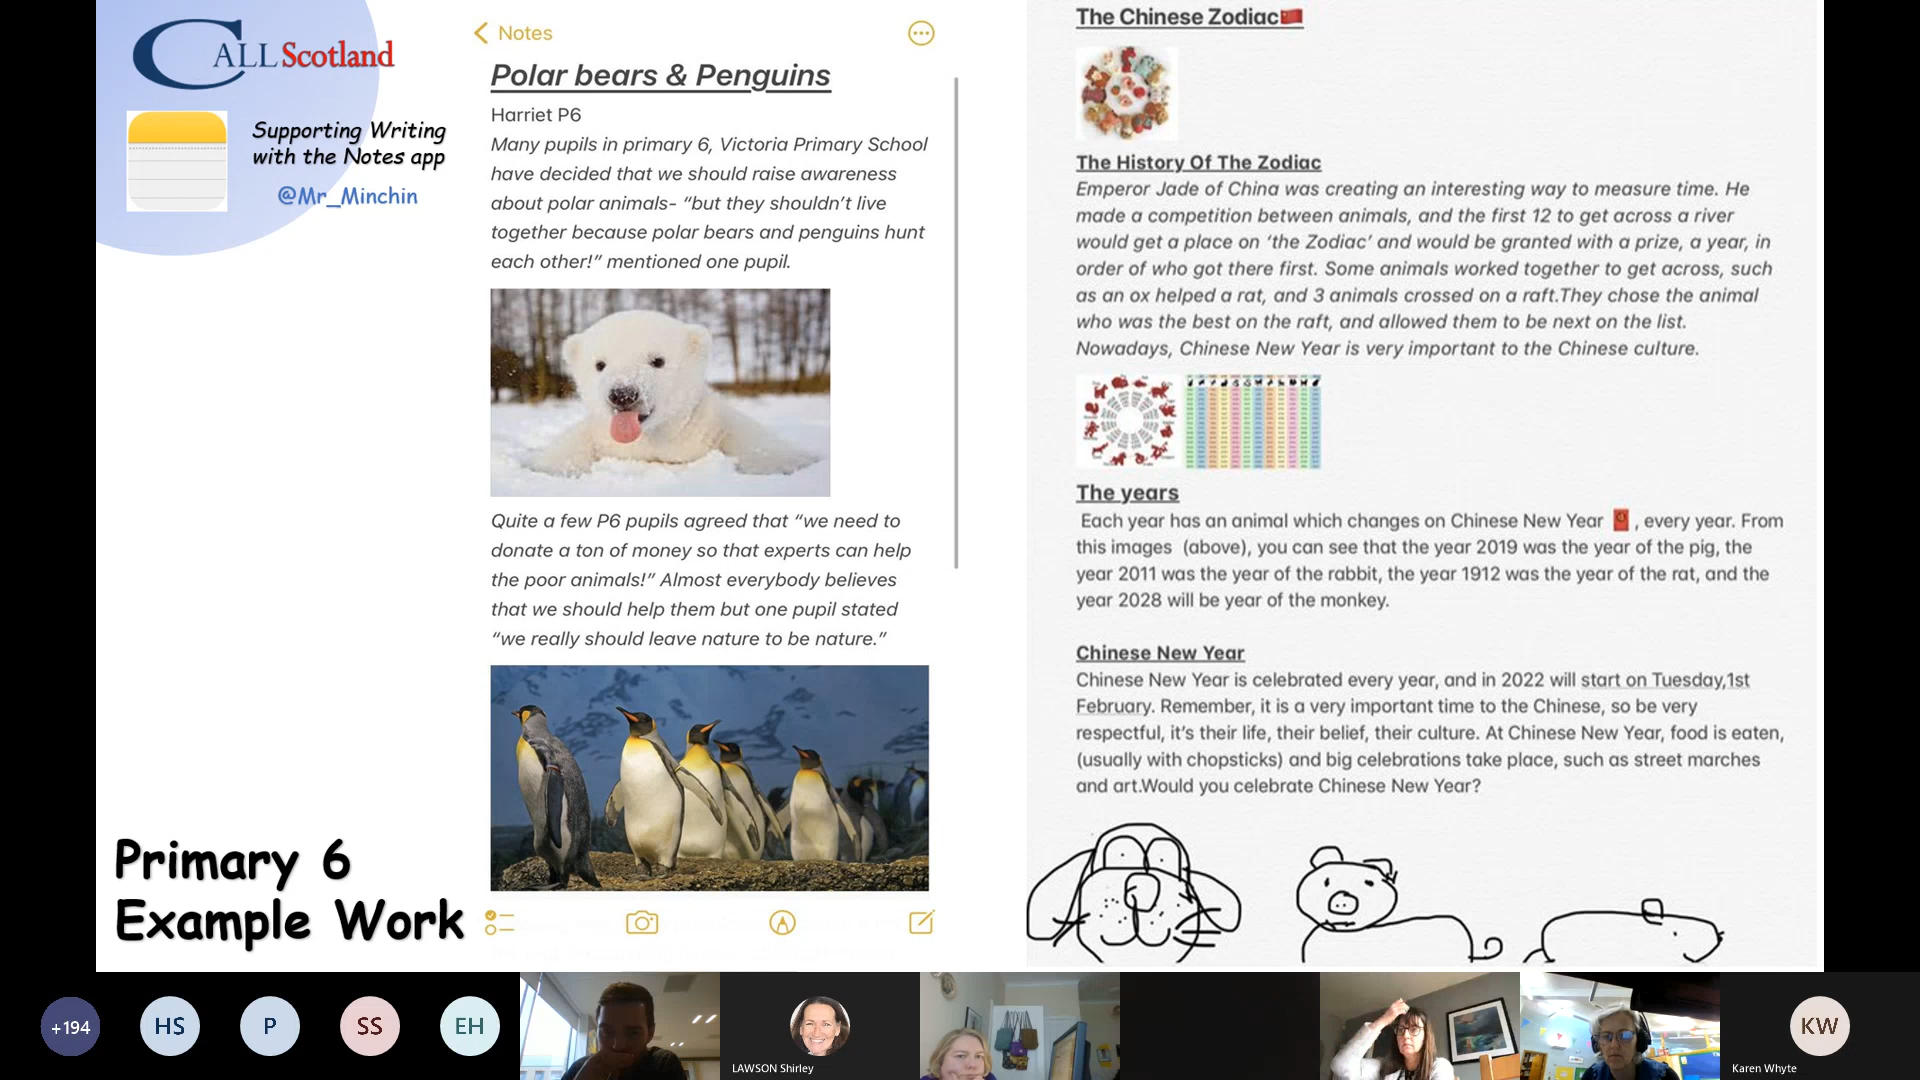 CALL Scotland
Supporting Writing
with the Notes app
@Mr_Minchin
Primary 6
Example Work
Notes
Polar bears & Penguins
Harriet P6
Many pupils in primary 6, Victoria Primary School
have decided that we should raise awareness
about polar animals- “but they shouldn’t live
together because polar bears and penguins hunt
each other!” mentioned one pupil.
Quite a few P6 pupils agreed that “we need to
donate a ton of money so that experts can help
the poor animals!” Almost everybody believes
that we should help them but one pupil stated
“we really should leave nature to be nature.”
The Chinese Zodiac
The History Of The Zodiac
Emperor Jade of China was creating an interesting way to measure time. He
made a competition between animals, and the first 12 to get across a river
would get a place on ‘the Zodiac’ and would be granted with a prize, a year, in
order of who got there first. Some animals worked together to get across, such
as an ox helped a rat, and 3 animals crossed on a raft.They chose the animal
who was the best on the raft, and allowed them to be next on the list.
Nowadays, Chinese New Year is very important to the Chinese culture.
The years
Each year has an animal which changes on Chinese New Year , every year. From
this images (above), you can see that the year 2019 was the year of the pig, the
year 2011 was the year of the rabbit, the year 1912 was the year of the rat, and the
year 2028 will be year of the monkey.
Chinese New Year
Chinese New Year is celebrated every year, and in 2022 will start on Tuesday,1st
February. Remember, it is a very important time to the Chinese, so be very
respectful, it’s their life, their belief, their culture. At Chinese New Year, food is eaten,
(usually with chopsticks) and big celebrations take place, such as street marches
and art.Would you celebrate Chinese New Year?
+194
HS
P
SS
EH
LAWSON Shirley
KW
Karen Whyte